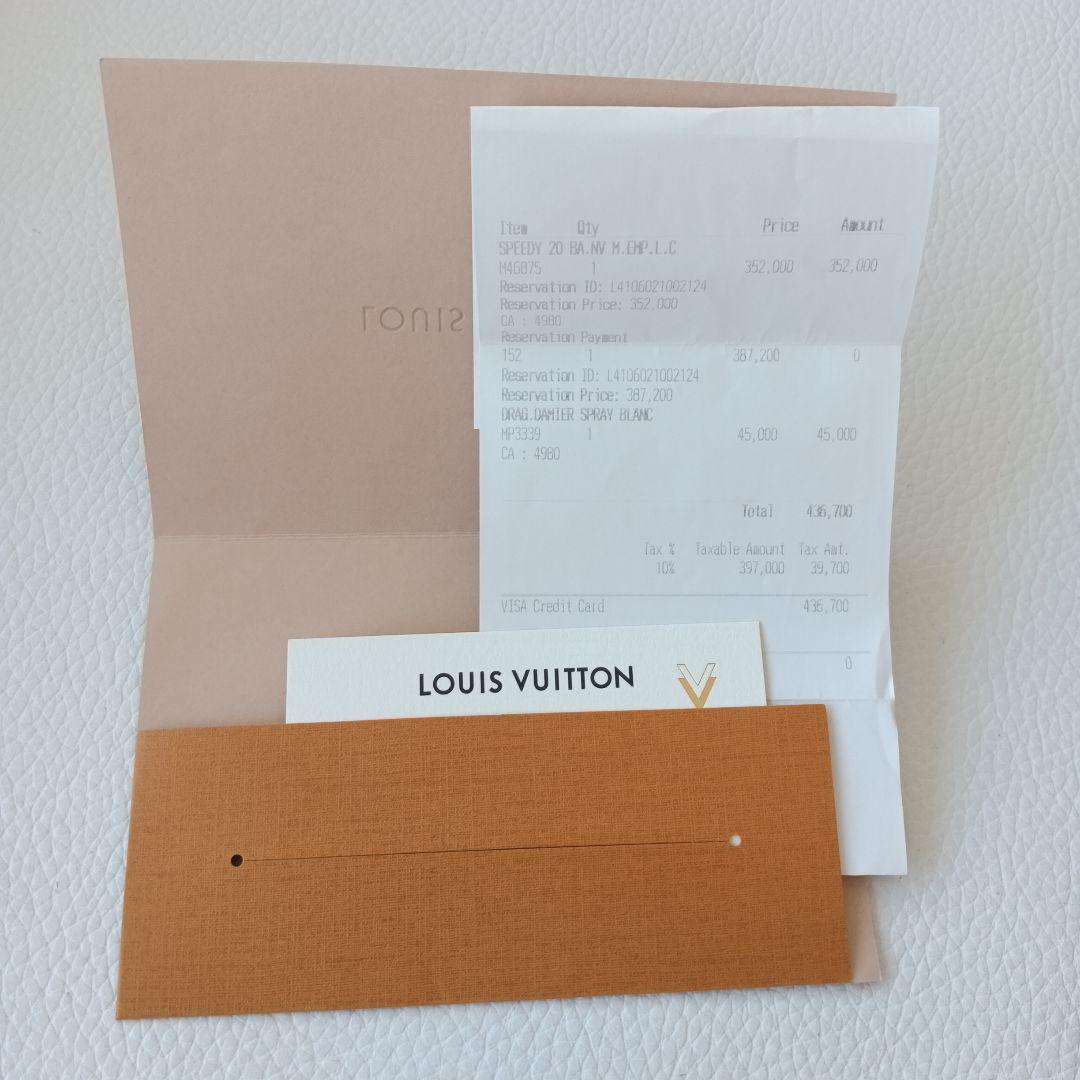 Item Qty Price Amount
SPEEDY 20 BA.NV M.EMP.L.C
M46875 1 352,000 352,000
Reservation ID: L4106021002124
Reservation Price: 352,000
CA : 4980
Reservation Payment
152 1 387,200 0
Reservation ID: L4106021002124
Reservation Price: 387,200
DRAG.DAMIER SPRAY BLANC
MP3339 1 45,000 45,000
CA : 4980
Total 436,700
Tax % Taxable Amount Tax Amt.
10% 397,000 39,700
VISA Credit Card 436,700
0
LOUIS
LOUIS VUITTON V